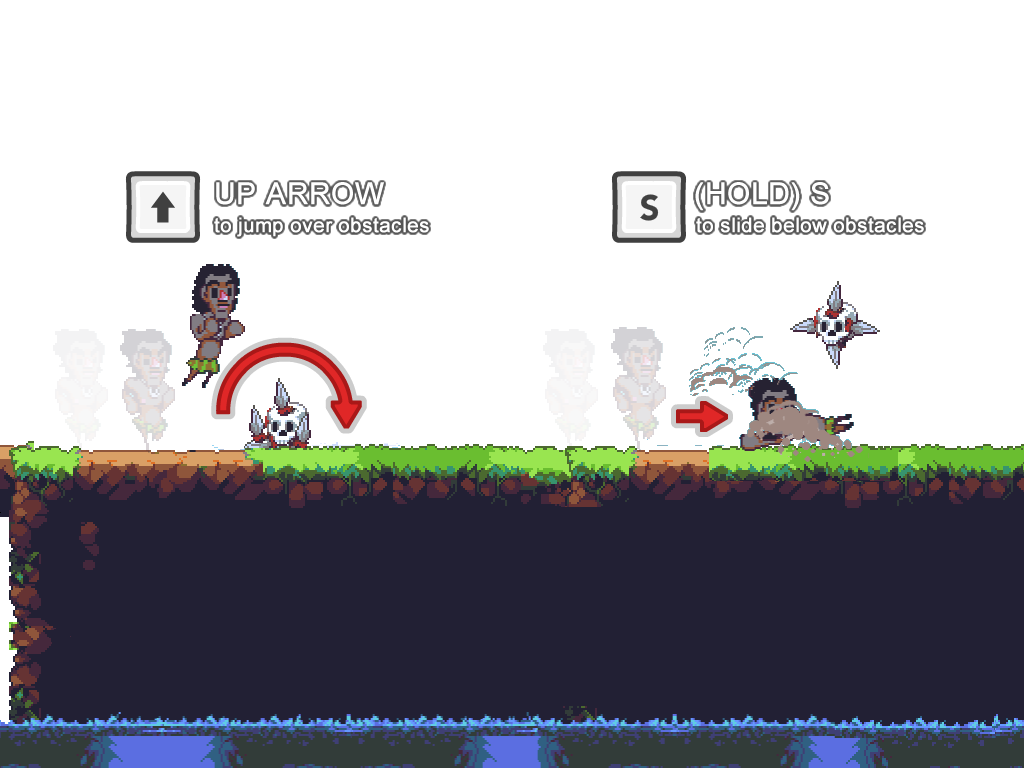 UP ARROW
to jump over obstacles
S
(HOLD) S
to slide below obstacles